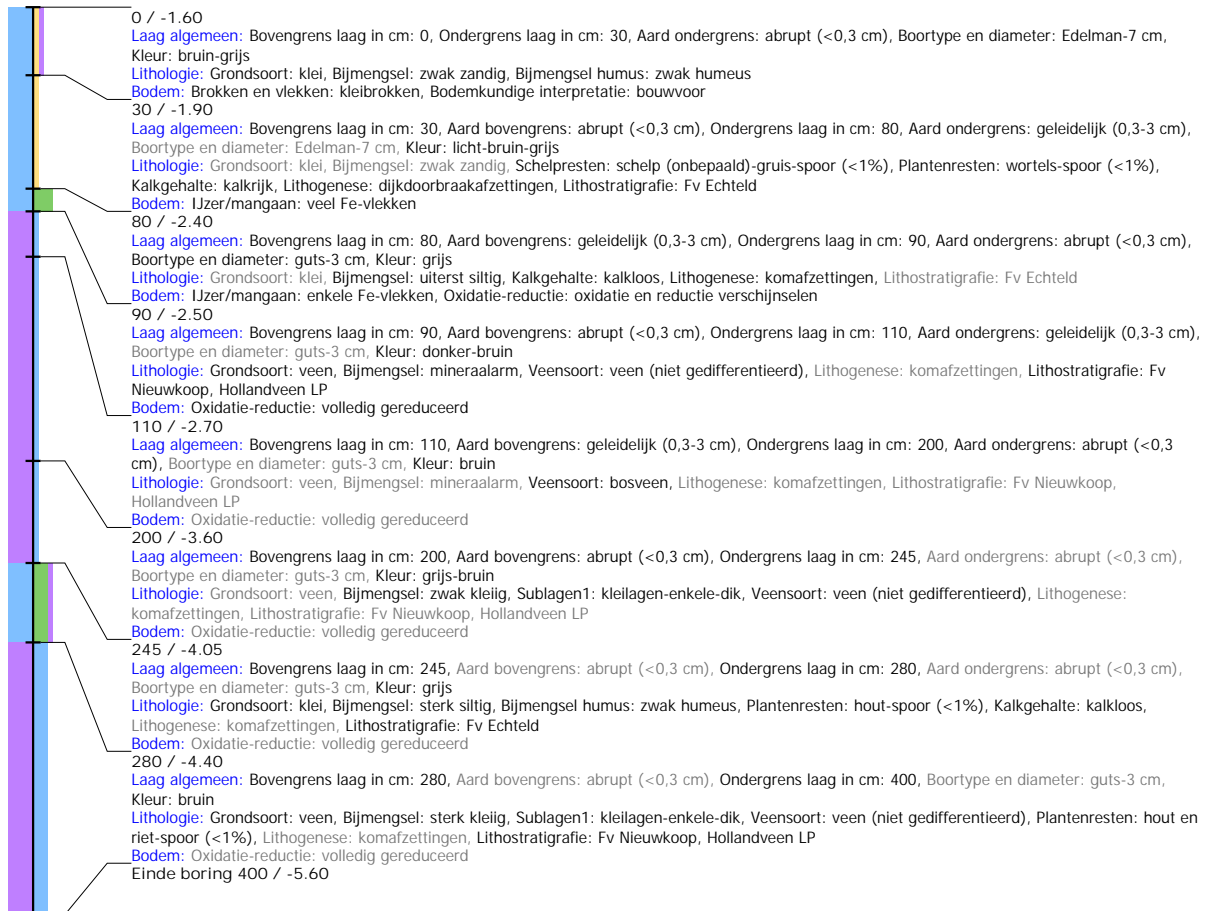 0 / -1.60
Laag algemeen: Bovengrens laag in cm: 0, Ondergrens laag in cm: 30, Aard ondergrens: abrupt (<0,3 cm), Boortype en diameter: Edelman-7 cm,
Kleur: bruin-grijs
Lithologie: Grondsoort: klei, Bijmengsel: zwak zandig, Bijmengsel humus: zwak humeus
Bodem: Brokken en vlekken: kleibrokken, Bodemkundige interpretatie: bouwvoor
30 / -1.90
Laag algemeen: Bovengrens laag in cm: 30, Aard bovengrens: abrupt (<0,3 cm), Ondergrens laag in cm: 80, Aard ondergrens: geleidelijk (0,3-3 cm),
Boortype en diameter: Edelman-7 cm, Kleur: licht-bruin-grijs
Lithologie: Grondsoort: klei, Bijmengsel: zwak zandig, Schelpresten: schelp (onbepaald)-gruis-spoor (<1%), Plantenresten: wortels-spoor (<1%),
Kalkgehalte: kalkrijk, Lithogenese: dijkdoorbraakafzettingen, Lithostratigrafie: Fv Echteld
Bodem: IJzer/mangaan: veel Fe-vlekken
80 / -2.40
Laag algemeen: Bovengrens laag in cm: 80, Aard bovengrens: geleidelijk (0,3-3 cm), Ondergrens laag in cm: 90, Aard ondergrens: abrupt (<0,3 cm),
Boortype en diameter: guts-3 cm, Kleur: grijs
Lithologie: Grondsoort: klei, Bijmengsel: uiterst siltig, Kalkgehalte: kalkloos, Lithogenese: komafzettingen, Lithostratigrafie: Fv Echteld
Bodem: IJzer/mangaan: enkele Fe-vlekken, Oxidatie-reductie: oxidatie en reductie verschijnselen
90 / -2.50
Laag algemeen: Bovengrens laag in cm: 90, Aard bovengrens: abrupt (<0,3 cm), Ondergrens laag in cm: 110, Aard ondergrens: geleidelijk (0,3-3 cm),
Boortype en diameter: guts-3 cm, Kleur: donker-bruin
Lithologie: Grondsoort: veen, Bijmengsel: mineraalarm, Veensoort: veen (niet gedifferentieerd), Lithogenese: komafzettingen, Lithostratigrafie: Fv
Nieuwkoop, Hollandveen LP
Bodem: Oxidatie-reductie: volledig gereduceerd
110 / -2.70
Laag algemeen: Bovengrens laag in cm: 110, Aard bovengrens: geleidelijk (0,3-3 cm), Ondergrens laag in cm: 200, Aard ondergrens: abrupt (<0,3
cm), Boortype en diameter: guts-3 cm, Kleur: bruin
Lithologie: Grondsoort: veen, Bijmengsel: mineraalarm, Veensoort: bosveen, Lithogenese: komafzettingen, Lithostratigrafie: Fv Nieuwkoop,
Hollandveen LP
Bodem: Oxidatie-reductie: volledig gereduceerd
200 / -3.60
Laag algemeen: Bovengrens laag in cm: 200, Aard bovengrens: abrupt (<0,3 cm), Ondergrens laag in cm: 245, Aard ondergrens: abrupt (<0,3 cm),
Boortype en diameter: guts-3 cm, Kleur: grijs-bruin
Lithologie: Grondsoort: veen, Bijmengsel: zwak kleiig, Sublagen1: kleilagen-enkele-dik, Veensoort: veen (niet gedifferentieerd), Lithogenese:
komafzettingen, Lithostratigrafie: Fv Nieuwkoop, Hollandveen LP
Bodem: Oxidatie-reductie: volledig gereduceerd
245 / -4.05
Laag algemeen: Bovengrens laag in cm: 245, Aard bovengrens: abrupt (<0,3 cm), Ondergrens laag in cm: 280, Aard ondergrens: abrupt (<0,3 cm),
Boortype en diameter: guts-3 cm, Kleur: grijs
Lithologie: Grondsoort: klei, Bijmengsel: sterk siltig, Bijmengsel humus: zwak humeus, Plantenresten: hout-spoor (<1%), Kalkgehalte: kalkloos,
Lithogenese: komafzettingen, Lithostratigrafie: Fv Echteld
Bodem: Oxidatie-reductie: volledig gereduceerd
280 / -4.40
Laag algemeen: Bovengrens laag in cm: 280, Aard bovengrens: abrupt (<0,3 cm), Ondergrens laag in cm: 400, Boortype en diameter: guts-3 cm,
Kleur: bruin
Lithologie: Grondsoort: veen, Bijmengsel: sterk kleiig, Sublagen1: kleilagen-enkele-dik, Veensoort: veen (niet gedifferentieerd), Plantenresten: hout en
riet-spoor (<1%), Lithogenese: komafzettingen, Lithostratigrafie: Fv Nieuwkoop, Hollandveen LP
Bodem: Oxidatie-reductie: volledig gereduceerd
Einde boring 400 / -5.60